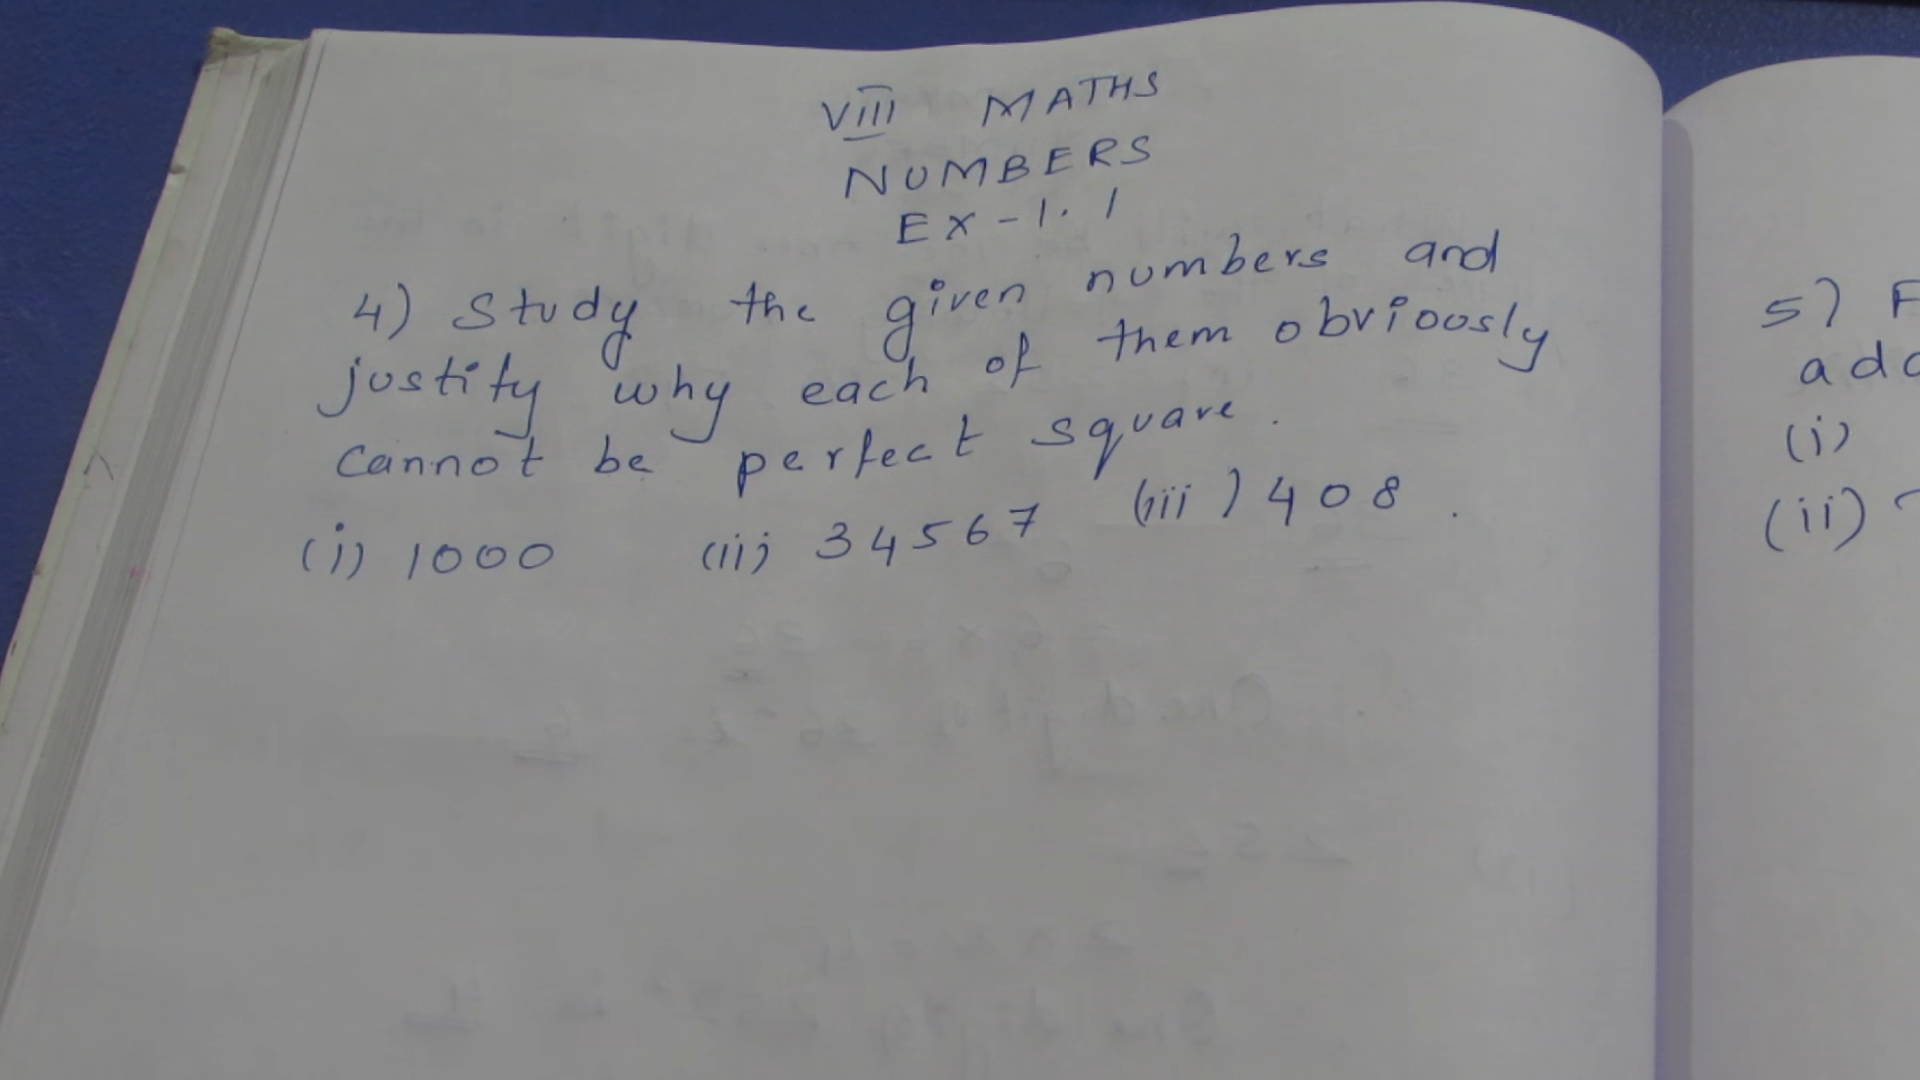 VIII MATHS
NUMBERS
EX-1.1
4) Study the given numbers and
justify why each of them obviously
cannot be perfect square.
(i) 1000 (ii) 34567 (iii) 408.
5)
(i)
(ii)